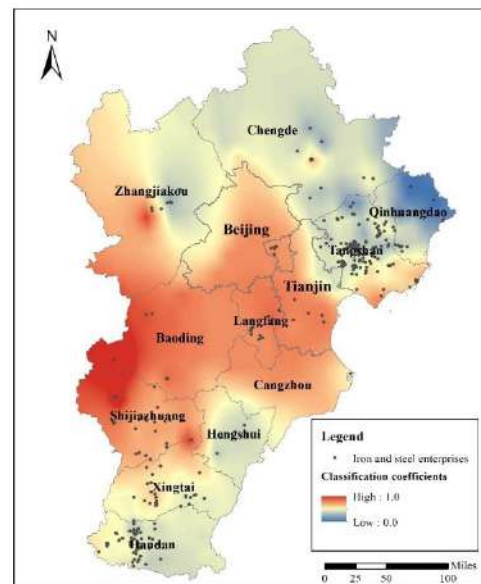 N
Chengde
Zhangjiakou
Qinhuangdao
Beijing
Tangshan
Tianjin
Langfang
Baoding
Cangzhou
Shijiazhuang
Hengshui
Xingtai
Handan
Legend
Iron and steel enterprises
Classification coefficients
High : 1.0
Low : 0.0
Miles
0 25 50 100